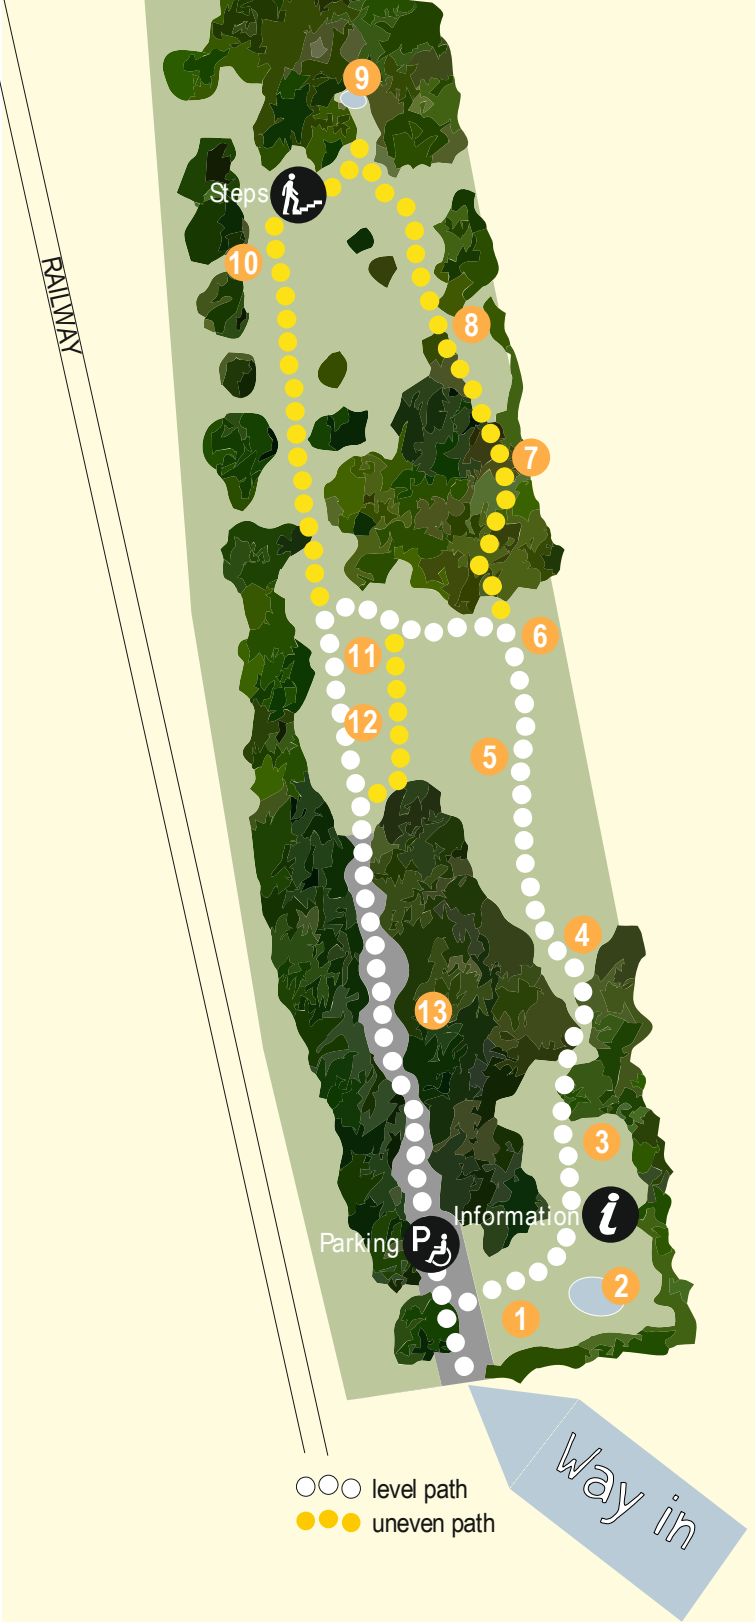 9
Steps
10
RAILWAY
8
7
6
11
12
5
4
13
3
Information i
Parking P
2
1
Way in
level path
uneven path